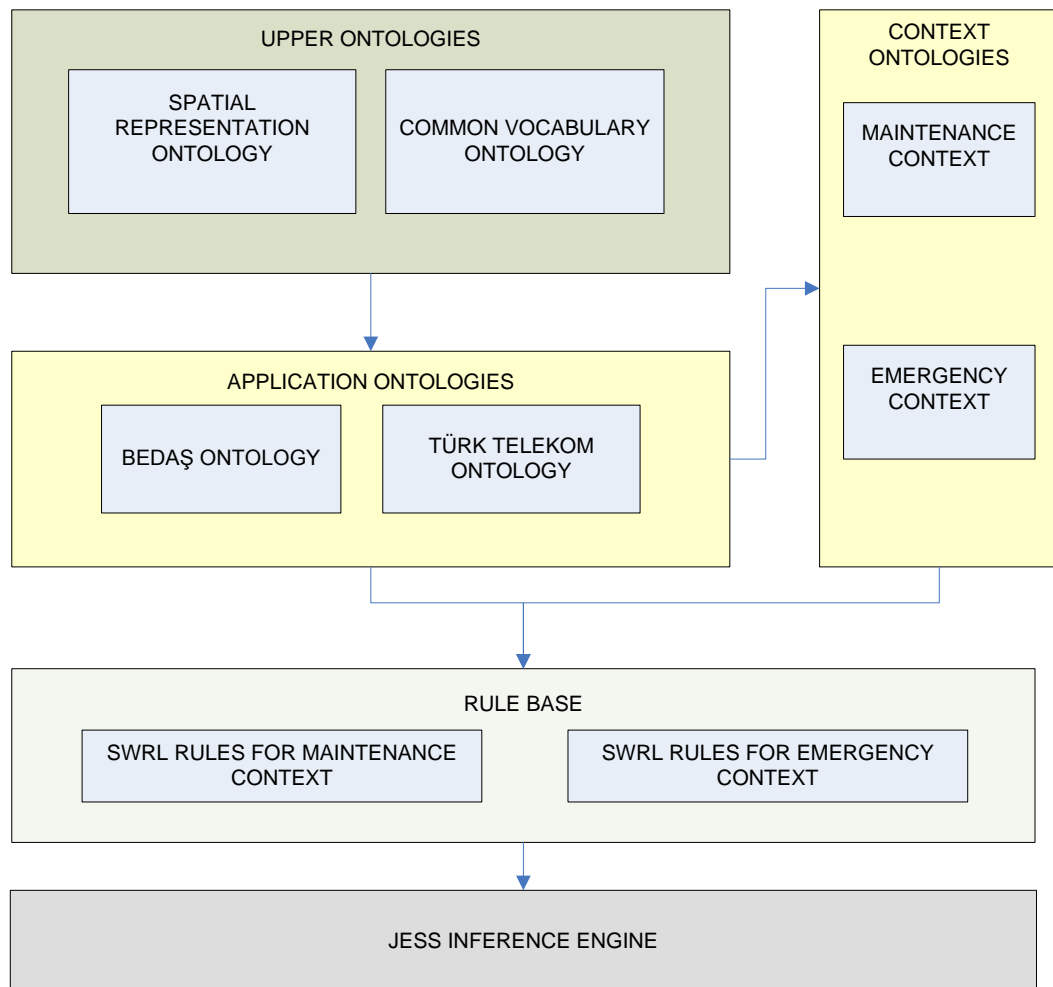 UPPER ONTOLOGIES
SPATIAL
REPRESENTATION
ONTOLOGY
COMMON VOCABULARY
ONTOLOGY
CONTEXT
ONTOLOGIES
MAINTENANCE
CONTEXT
EMERGENCY
CONTEXT
APPLICATION ONTOLOGIES
BEDAŞ ONTOLOGY
TÜRK TELEKOM
ONTOLOGY
RULE BASE
SWRL RULES FOR MAINTENANCE
CONTEXT
SWRL RULES FOR EMERGENCY
CONTEXT
JESS INFERENCE ENGINE